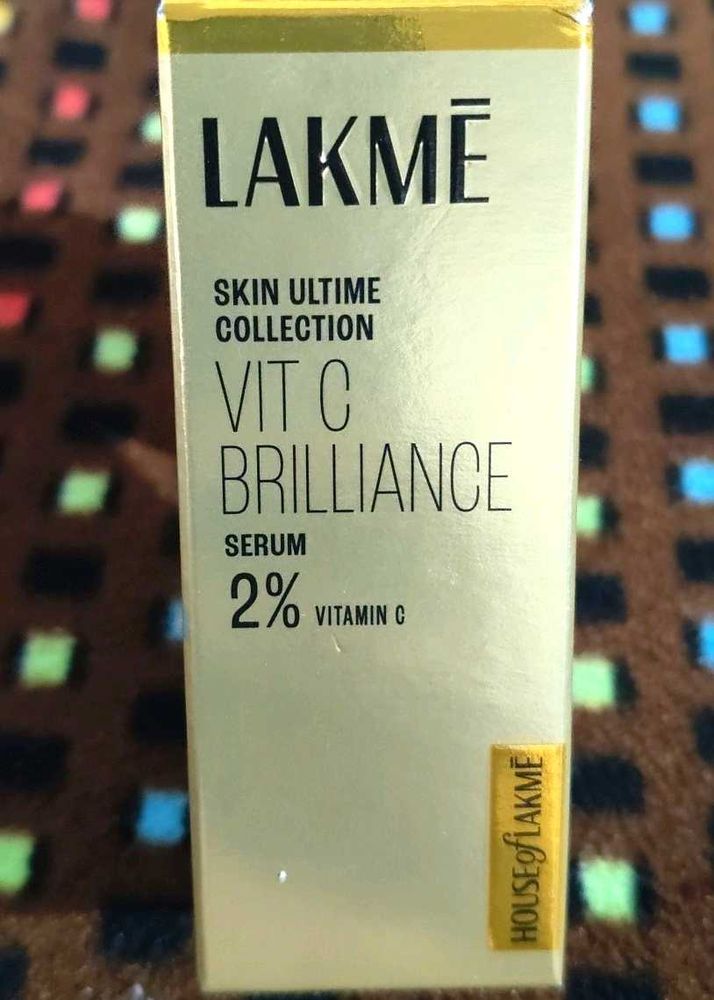 LAKMĒ
SKIN ULTIME
COLLECTION
VIT C
BRILLIANCE
SERUM
2% VITAMIN C
HOUSE of LAKMĒ